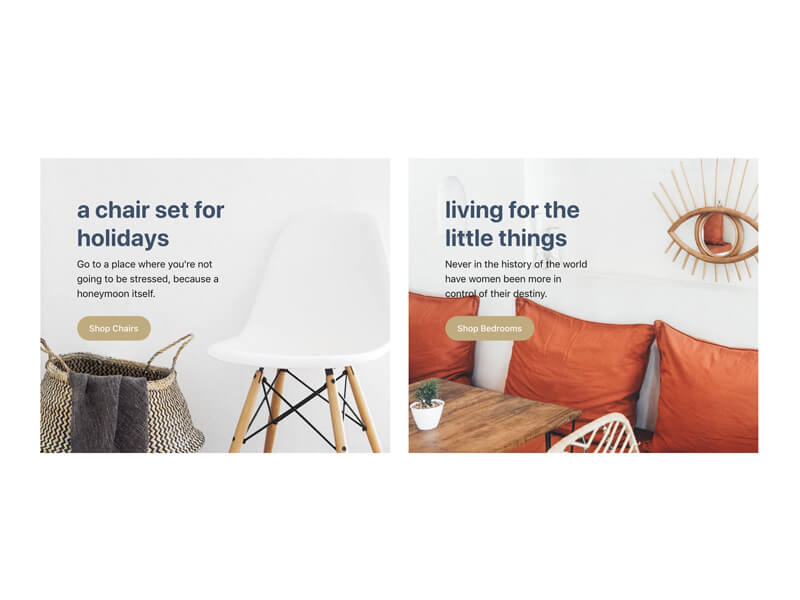 a chair set for
holidays
Go to a place where you're not
going to be stressed, because a
honeymoon itself.
Shop Chairs
living for the
little things
Never in the history of the world
have women been more in
control of their destiny.
Shop Bedrooms